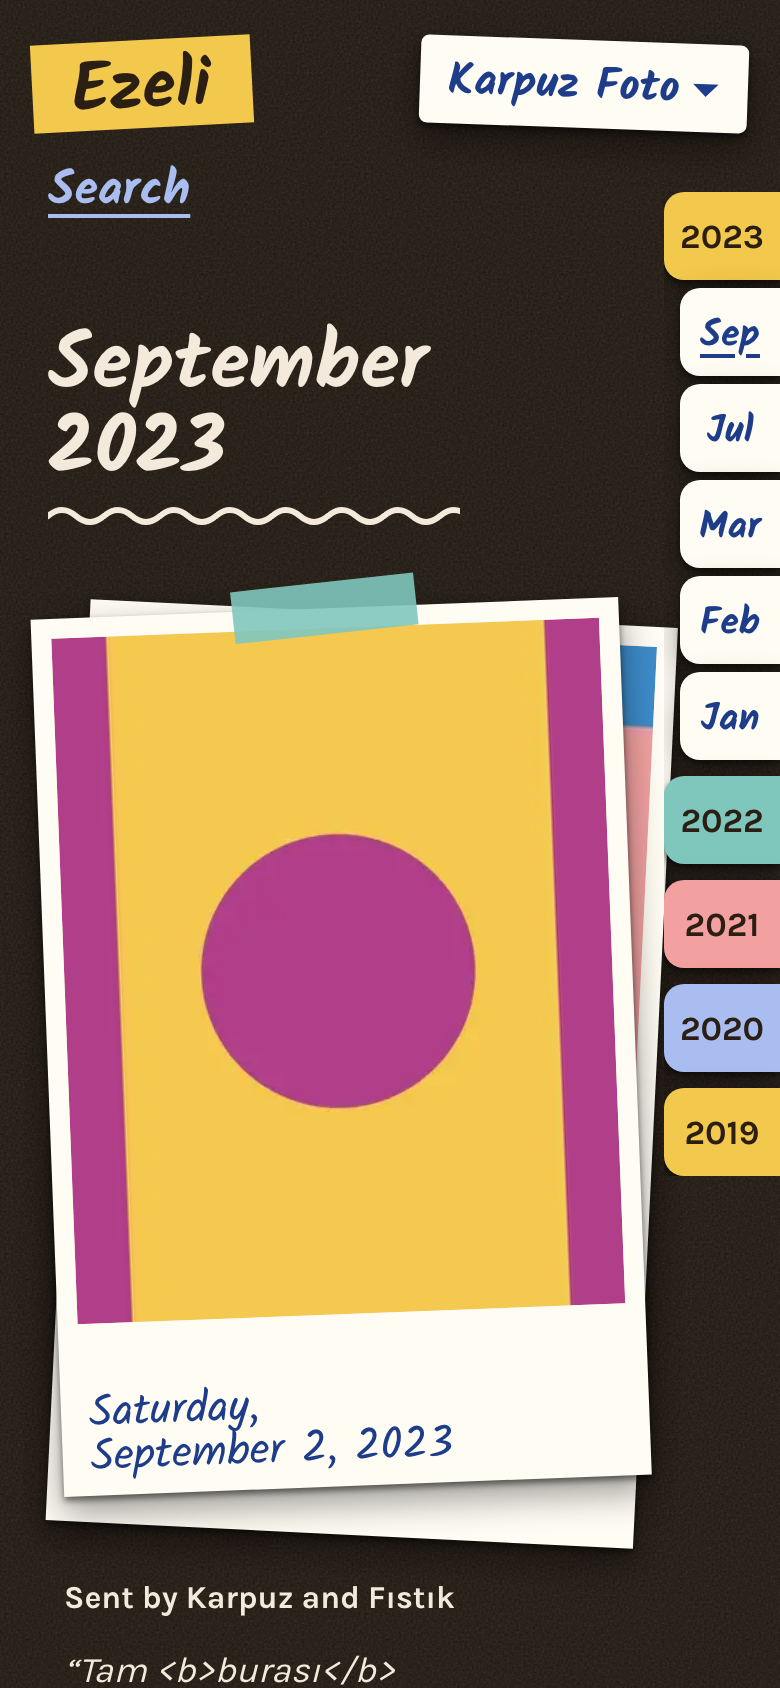 Ezeli
Karpuz Foto
Search
2023
Sep
Jul
Mar
Feb
Jan
2022
2021
2020
2019
September
2023
Saturday,
September 2, 2023
Sent by Karpuz and Fıstık
“Tam <b>burası</b>